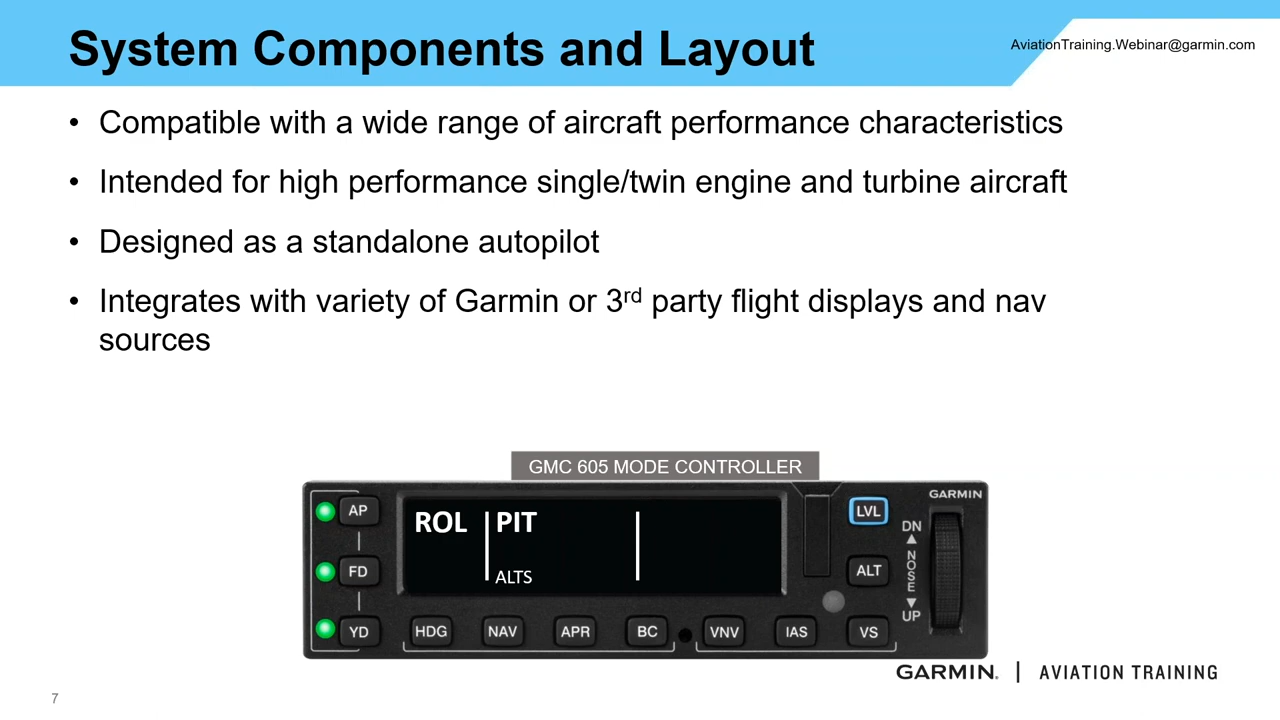 System Components and Layout
AviationTraining.Webinar@garmin.com
• Compatible with a wide range of aircraft performance characteristics
• Intended for high performance single/twin engine and turbine aircraft
• Designed as a standalone autopilot
• Integrates with variety of Garmin or 3rd party flight displays and nav
sources
GMC 605 MODE CONTROLLER
GARMIN
AP
ROL PIT
LVL
DN
FD
ALTS
ALT
NOSE
UP
YD
HDG NAV APR BC VNV IAS VS
GARMIN. | AVIATION TRAINING
7